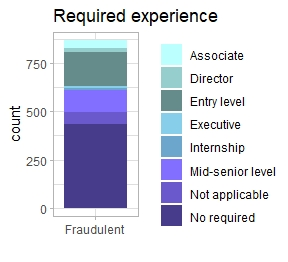 Required experience
count
750
500
250
0
Fraudulent
Associate
Director
Entry level
Executive
Internship
Mid-senior level
Not applicable
No required